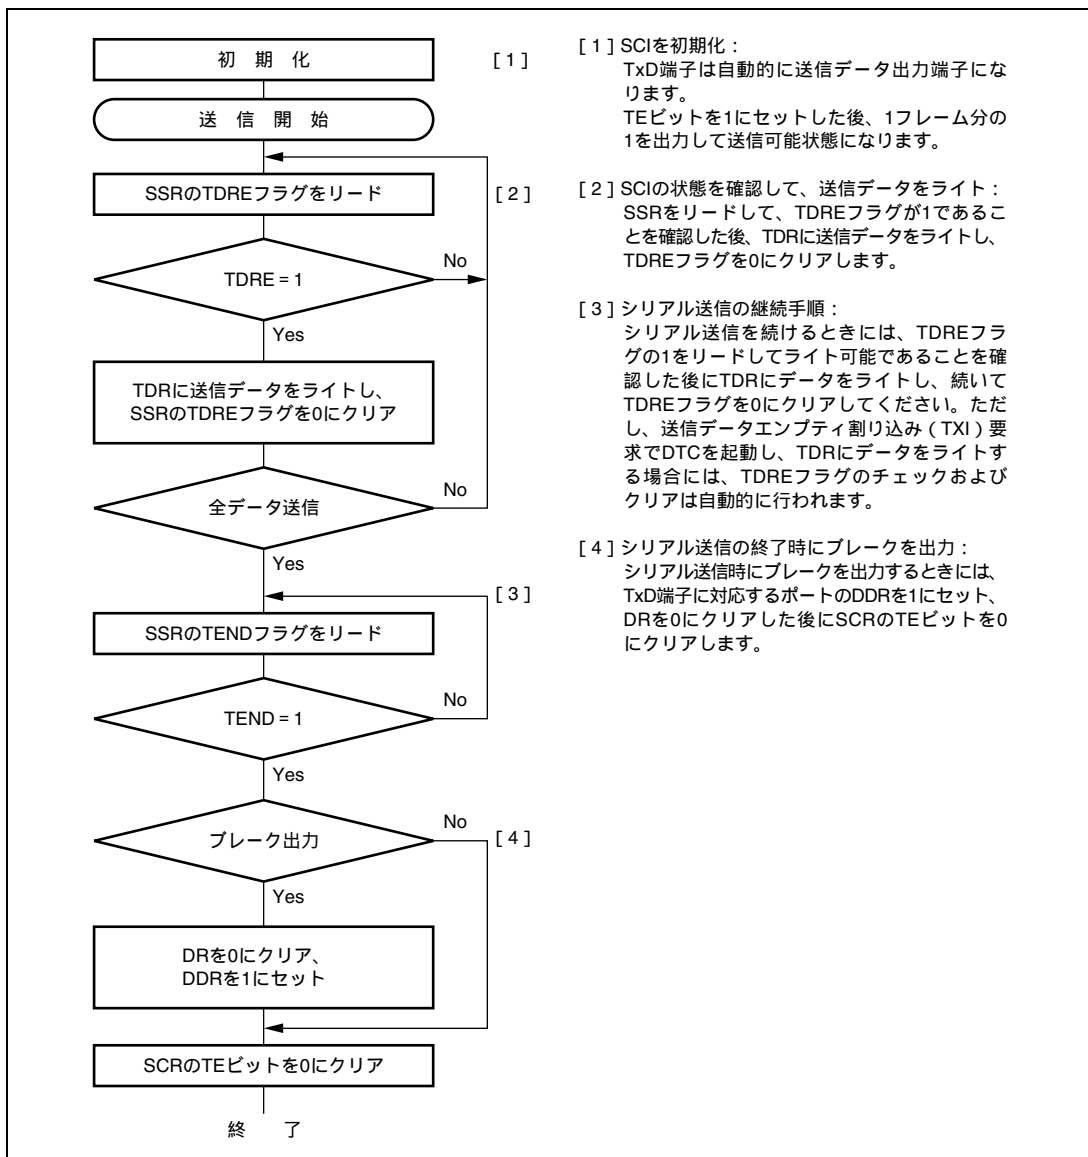 初 期 化
[ 1 ]
送 信 開 始
SSRのTDREフラグをリード
[ 2 ]
No
TDRE = 1
Yes
TDRに送信データをライトし、
SSRのTDREフラグを0にクリア
No
全データ送信
Yes
[ 3 ]
SSRのTENDフラグをリード
No
TEND = 1
Yes
No
ブレーク出力
[ 4 ]
Yes
DRを0にクリア、
DDRを1にセット
SCRのTEビットを0にクリア
終 了
[ 1 ] SCIを初期化：
TxD端子は自動的に送信データ出力端子にな
ります。
TEビットを1にセットした後、1フレーム分の
1を出力して送信可能状態になります。
[ 2 ] SCIの状態を確認して、送信データをライト：
SSRをリードして、TDREフラグが1であるこ
とを確認した後、TDRに送信データをライトし、
TDREフラグを0にクリアします。
[ 3 ] シリアル送信の継続手順：
シリアル送信を続けるときには、TDREフラ
グの1をリードしてライト可能であることを確
認した後にTDRにデータをライトし、続いて
TDREフラグを0にクリアしてください。ただ
し、送信データエンプティ割り込み（TXI）要
求でDTCを起動し、TDRにデータをライトす
る場合には、TDREフラグのチェックおよび
クリアは自動的に行われます。
[ 4 ] シリアル送信の終了時にブレークを出力：
シリアル送信時にブレークを出力するときには、
TxD端子に対応するポートのDDRを1にセット、
DRを0にクリアした後にSCRのTEビットを0
にクリアします。